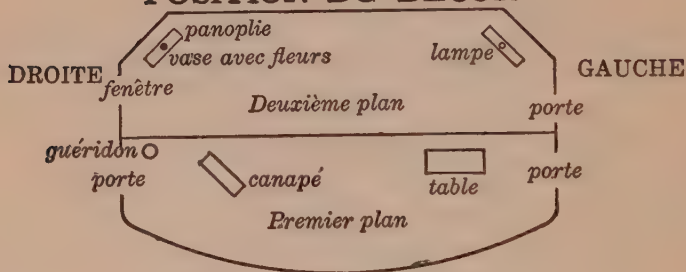 POSITION DU DÉCOR
panoplie
vase avec fleurs
lampe
DROITE
GAUCHE
fenêtre
Deuxième plan
porte
guéridon
porte
canapé
table
porte
Premier plan